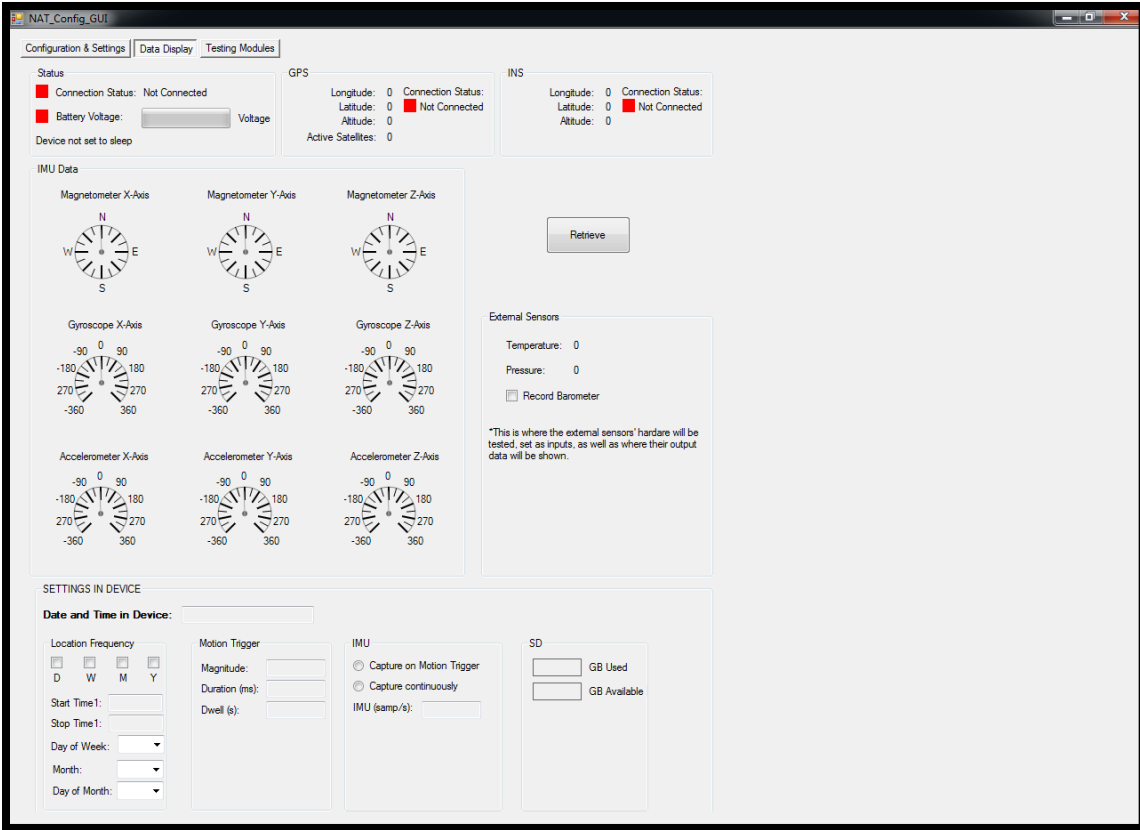 NAT_Config_GUI
Configuration & Settings Data Display Testing Modules
Status
Connection Status: Not Connected
Battery Voltage: Voltage
Device not set to sleep
GPS
Longitude: 0 Connection Status:
Latitude: 0 Not Connected
Altitude: 0
Active Satelites: 0
INS
Longitude: 0 Connection Status:
Latitude: 0 Not Connected
Altitude: 0
IMU Data
Magnetometer X-Axis Magnetometer Y-Axis Magnetometer Z-Axis
N N N
W E W E W E
S S S
Gyroscope X-Axis Gyroscope Y-Axis Gyroscope Z-Axis
0 0 0
-90 90 -90 90 -90 90
-180 180 -180 180 -180 180
270 270 270 270 270 270
-360 360 -360 360 -360 360
Accelerometer X-Axis Accelerometer Y-Axis Accelerometer Z-Axis
0 0 0
-90 90 -90 90 -90 90
-180 180 -180 180 -180 180
270 270 270 270 270 270
-360 360 -360 360 -360 360
Retrieve
External Sensors
Temperature: 0
Pressure: 0
Record Barometer
*This is where the external sensors' hardare will be
tested, set as inputs, as well as where their output
data will be shown.
SETTINGS IN DEVICE
Date and Time in Device:
Location Frequency
D W M Y
Start Time1:
Stop Time1:
Day of Week:
Month:
Day of Month:
Motion Trigger
Magnitude:
Duration (ms):
Dwell (s):
IMU
Capture on Motion Trigger
Capture continuously
IMU (samp/s):
SD
GB Used
GB Available